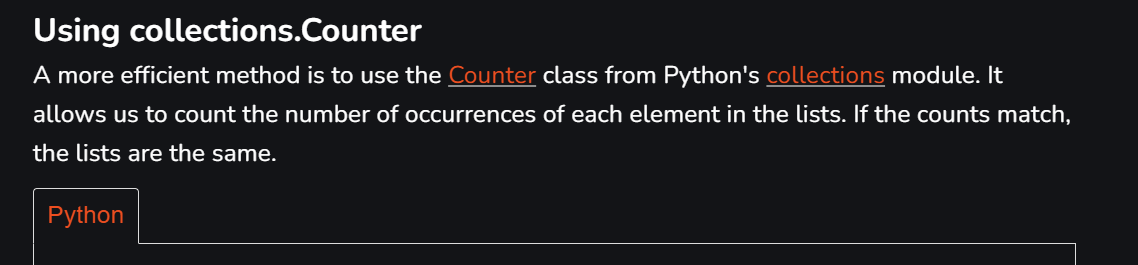 Using collections.Counter
A more efficient method is to use the Counter class from Python's collections module. It
allows us to count the number of occurrences of each element in the lists. If the counts match,
the lists are the same.
Python